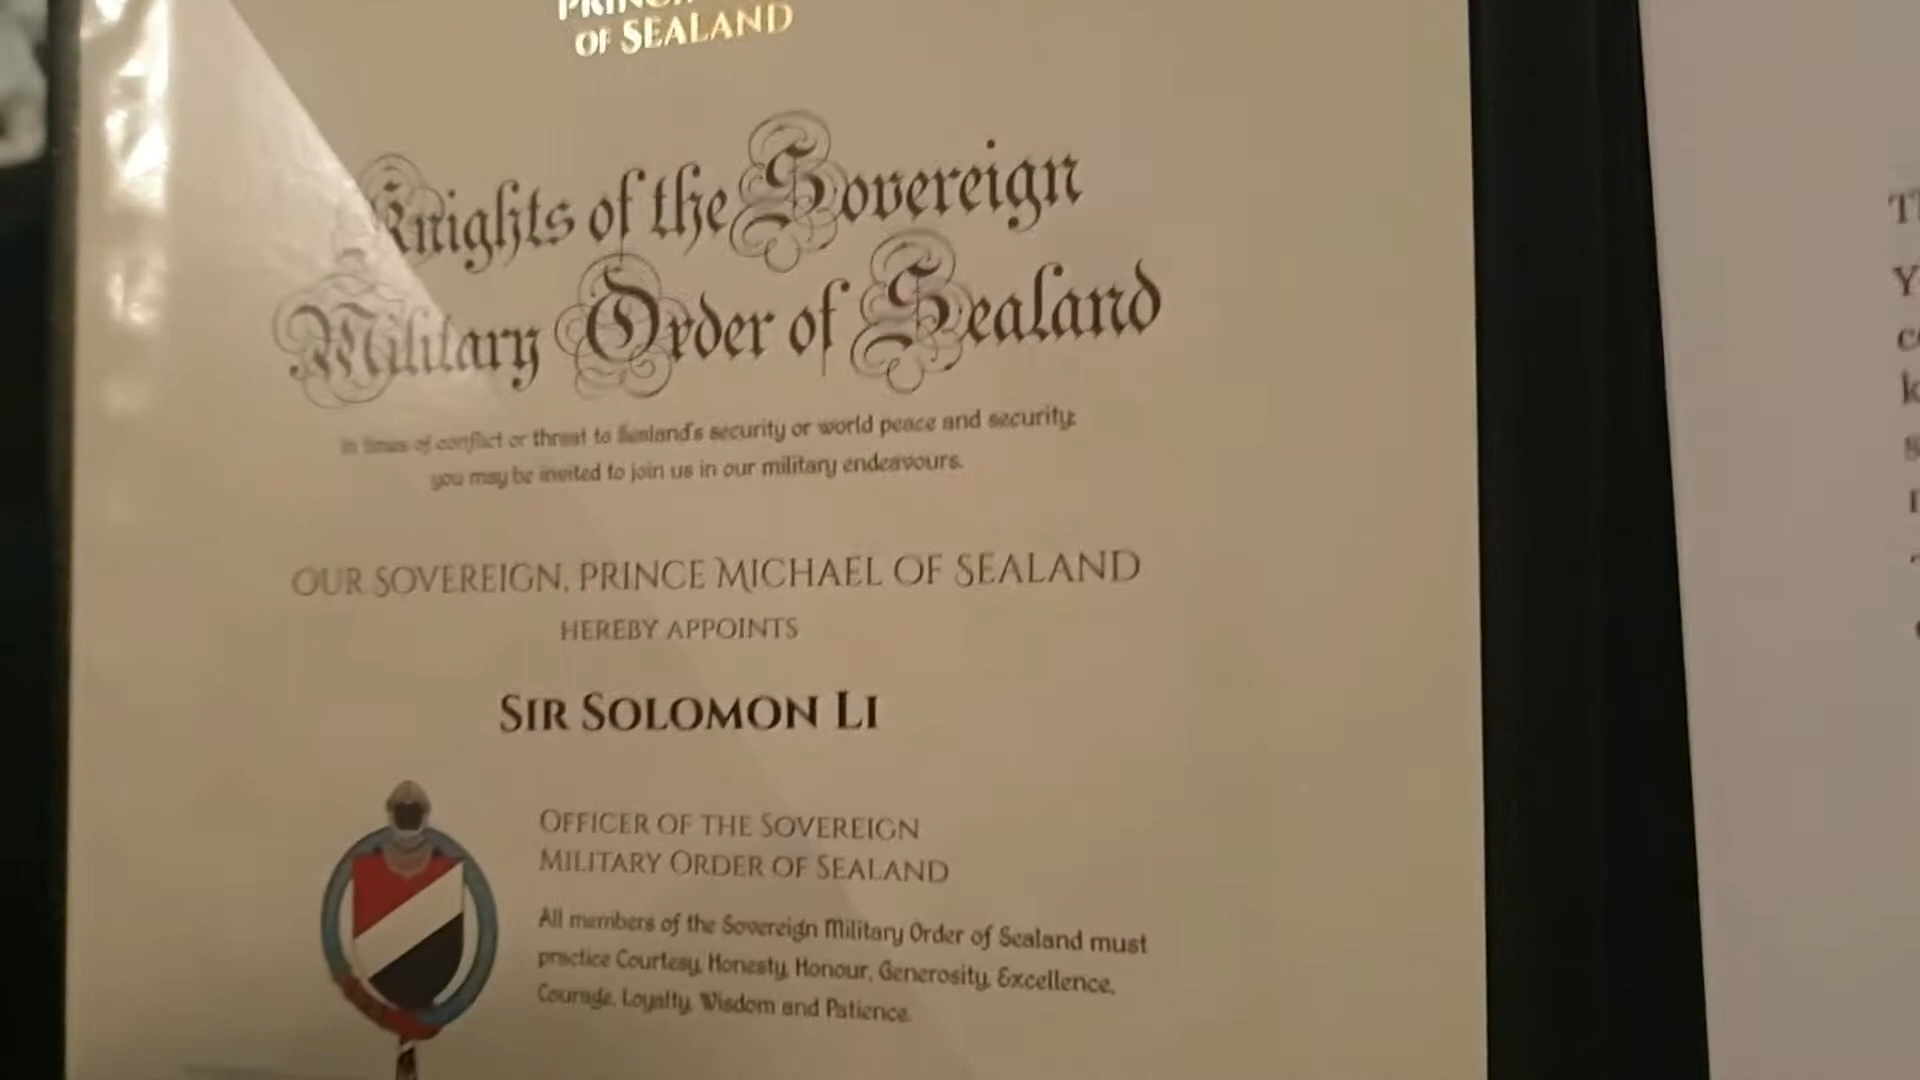 OF SEALAND
Knights of the Sovereign
Military Order of Sealand
In times of conflict or threat to Sealand's security or world peace and security;
you may be invited to join us in our military endeavours.
OUR SOVEREIGN, PRINCE MICHAEL OF SEALAND
HEREBY APPOINTS
SIR SOLOMON LI
OFFICER OF THE SOVEREIGN
MILITARY ORDER OF SEALAND
All members of the Sovereign Military Order of Sealand must
practice Courtesy, Honesty, Honour, Generosity, Excellence,
Courage, Loyalty, Wisdom and Patience.